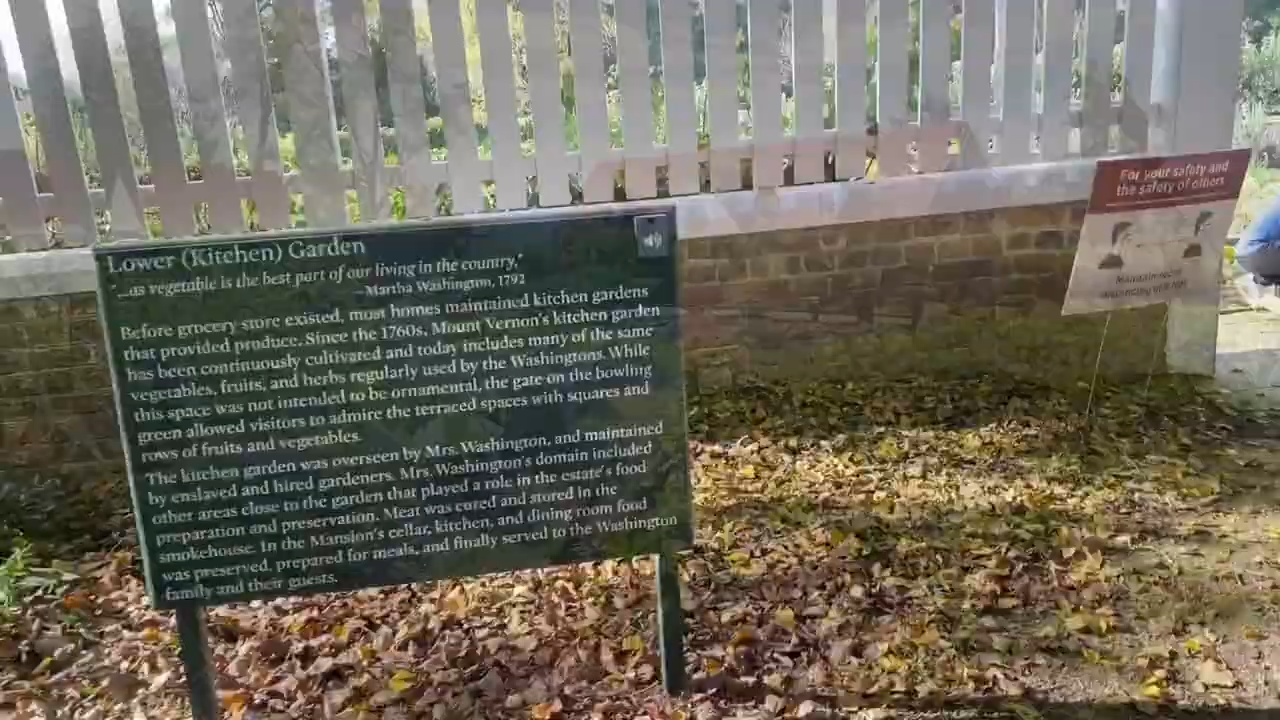 Lower (Kitchen) Garden
"...as vegetable is the best part of our living in the country,"
-Martha Washington, 1792
Before grocery store existed, most homes maintained kitchen gardens
that provided produce. Since the 1760s, Mount Vernon's kitchen garden
has been continuously cultivated and today includes many of the same
vegetables, fruits, and herbs regularly used by the Washingtons. While
this space was not intended to be ornamental, the gate on the bowling
green allowed visitors to admire the terraced spaces with squares and
rows of fruits and vegetables.
The kitchen garden was overseen by Mrs. Washington, and maintained
by enslaved and hired gardeners. Mrs. Washington's domain included
other areas close to the garden that played a role in the estate's food
preparation and preservation. Meat was cured and stored in the
smokehouse. In the Mansion's cellar, kitchen, and dining room food
was preserved, prepared for meals, and finally served to the Washington
family and their guests.
For your safety and
the safety of others